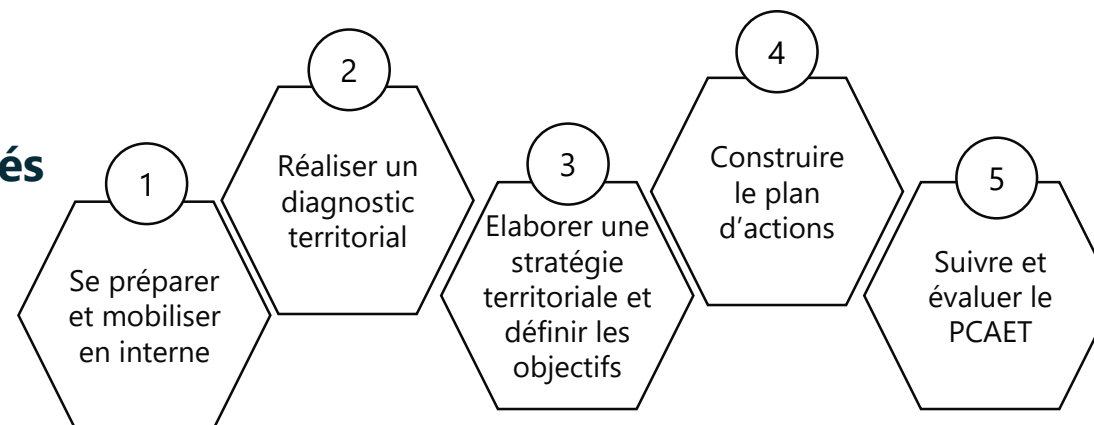 és
1
Se préparer
et mobiliser
en interne
2
Réaliser un
diagnostic
territorial
3
Elaborer une
stratégie
territoriale et
définir les
objectifs
4
Construire
le plan
d’actions
5
Suivre et
évaluer le
PCAET